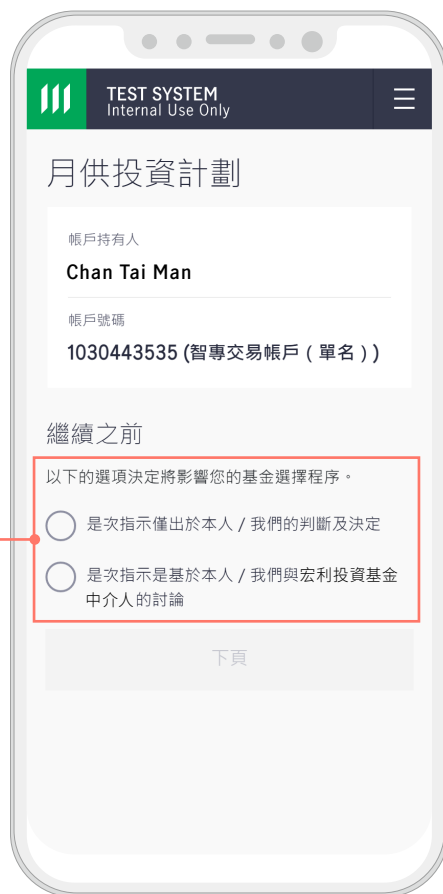 TEST SYSTEM
Internal Use Only
月供投資計劃
帳戶持有人
Chan Tai Man
帳戶號碼
1030443535 (智專交易帳戶（單名）)
繼續之前
以下的選項決定將影響您的基金選擇程序。
是次指示僅出於本人 / 我們的判斷及決定
是次指示是基於本人 / 我們與宏利投資基金
中介人的討論
下頁